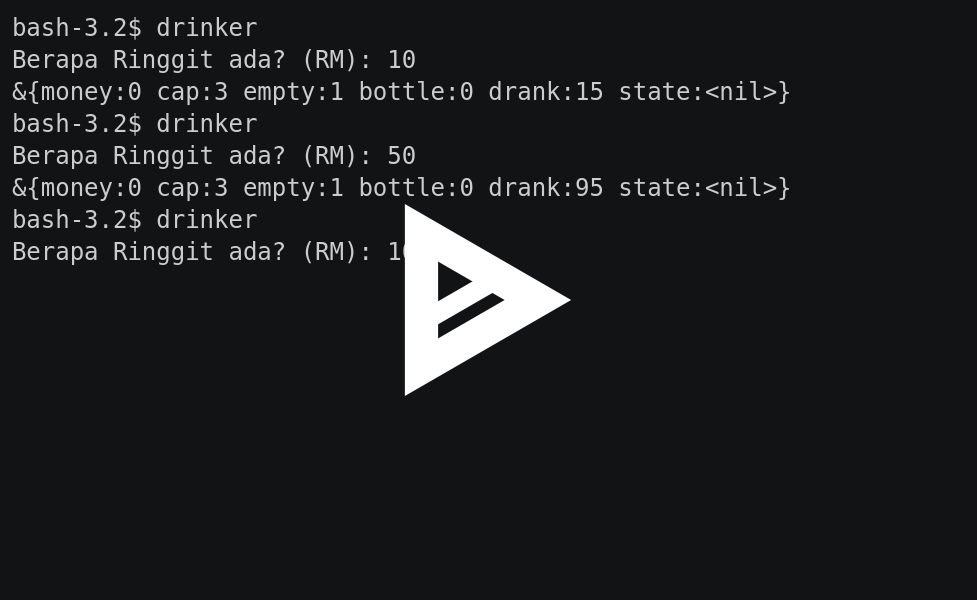 bash-3.2$ drinker
Berapa Ringgit ada? (RM): 10
&{money:0 cap:3 empty:1 bottle:0 drank:15 state:<nil>}
bash-3.2$ drinker
Berapa Ringgit ada? (RM): 50
&{money:0 cap:3 empty:1 bottle:0 drank:95 state:<nil>}
bash-3.2$ drinker
Berapa Ringgit ada? (RM):